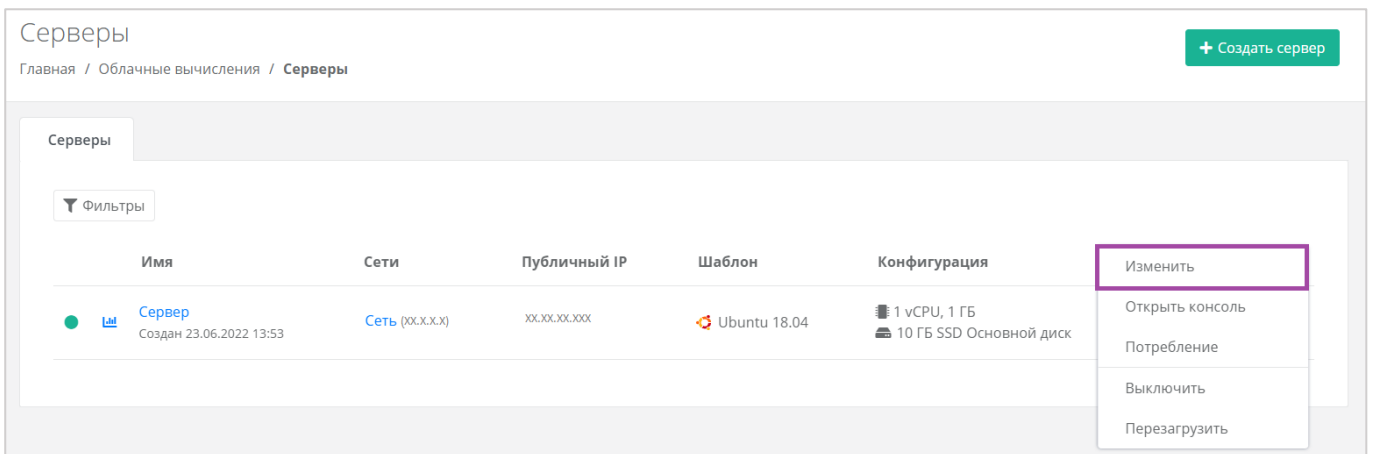 Серверы
+ Создать сервер
Главная / Облачные вычисления / Серверы
Серверы
Фильтры
Имя Сети Публичный IP Шаблон Конфигурация
Сервер
Создан 23.06.2022 13:53
Сеть (XX.X.X.X)
XX.XX.XX.XXX
Ubuntu 18.04
1 vCPU, 1 ГБ
10 ГБ SSD Основной диск
Изменить
Открыть консоль
Потребление
Выключить
Перезагрузить